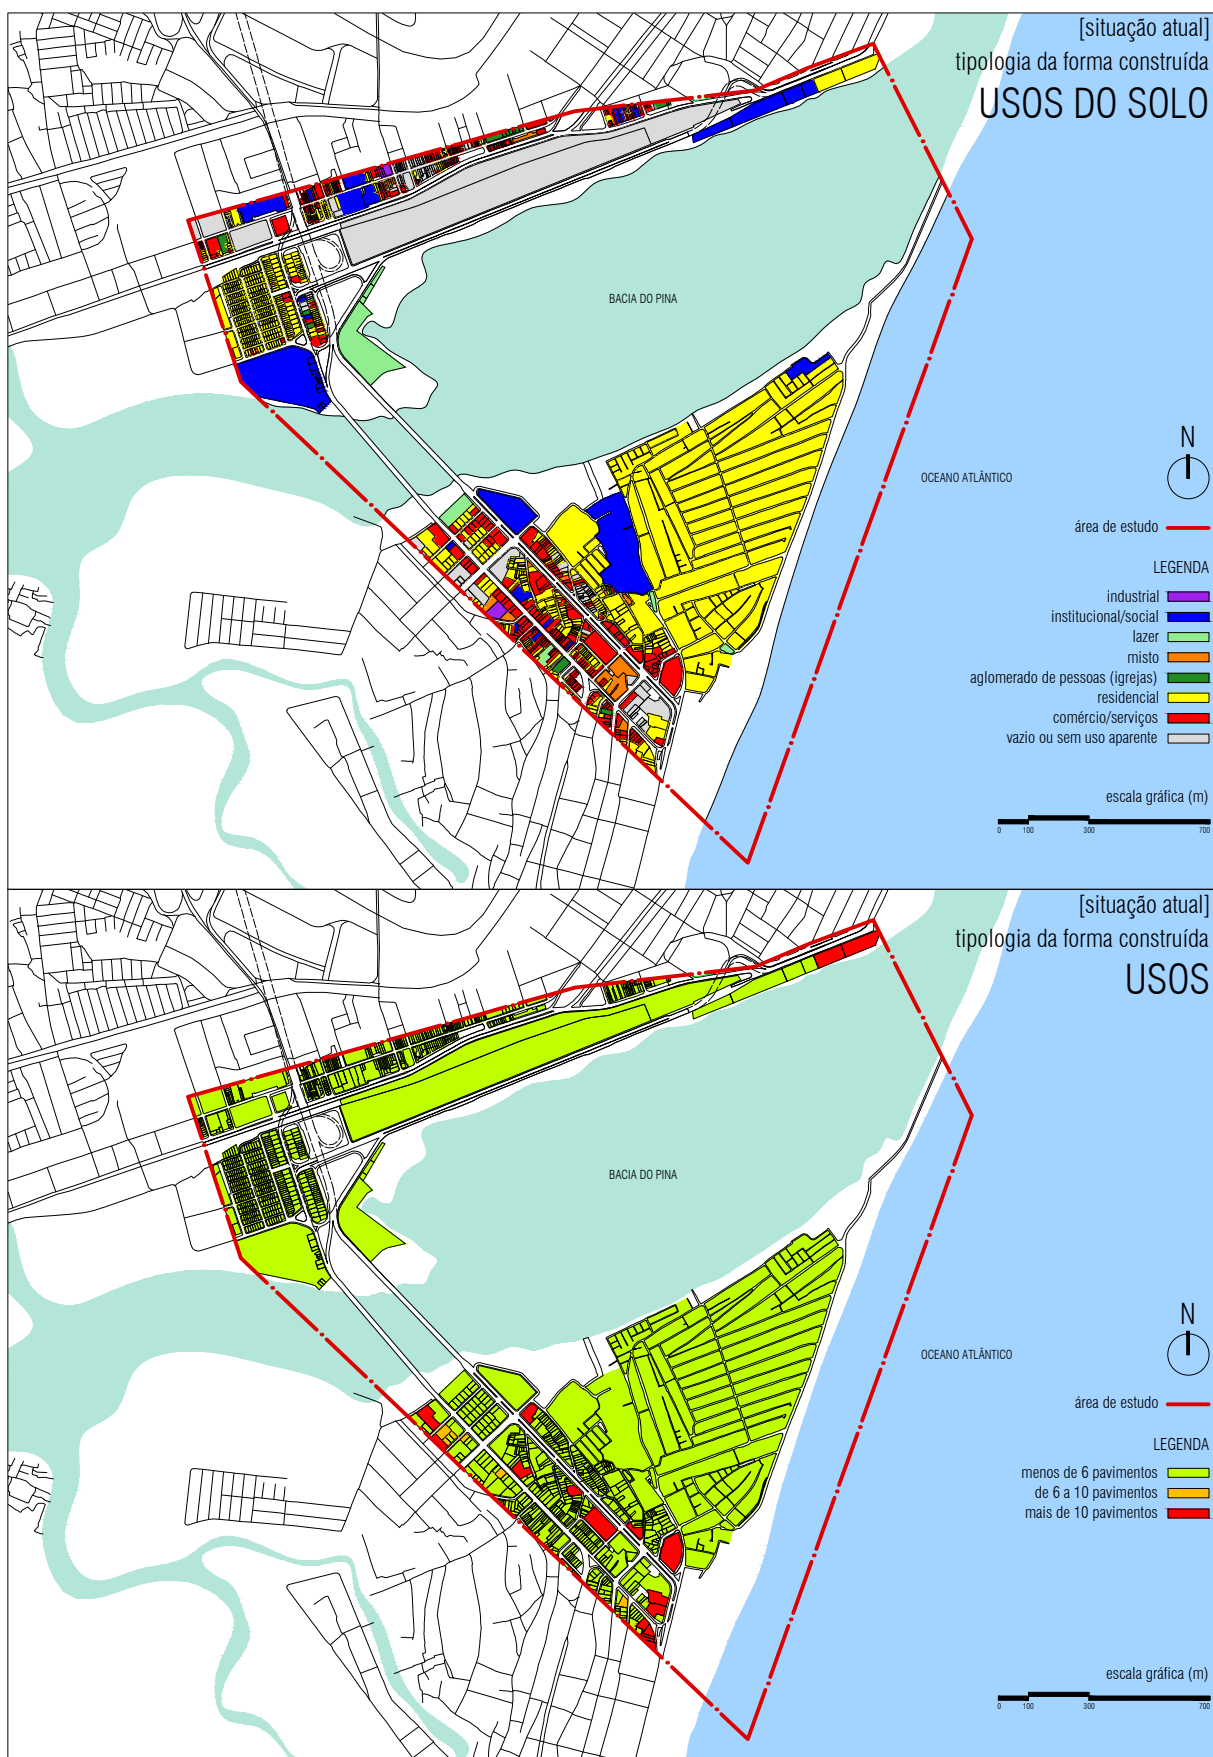 [situação atual]
tipologia da forma construída
USOS DO SOLO
BACIA DO PINA
OCEANO ATLÂNTICO
N
área de estudo
LEGENDA
industrial
institucional/social
lazer
misto
aglomerado de pessoas (igrejas)
residencial
comércio/serviços
vazio ou sem uso aparente
escala gráfica (m)
0 100 300 700
[situação atual]
tipologia da forma construída
USOS
BACIA DO PINA
OCEANO ATLÂNTICO
N
área de estudo
LEGENDA
menos de 6 pavimentos
de 6 a 10 pavimentos
mais de 10 pavimentos
escala gráfica (m)
0 100 300 700